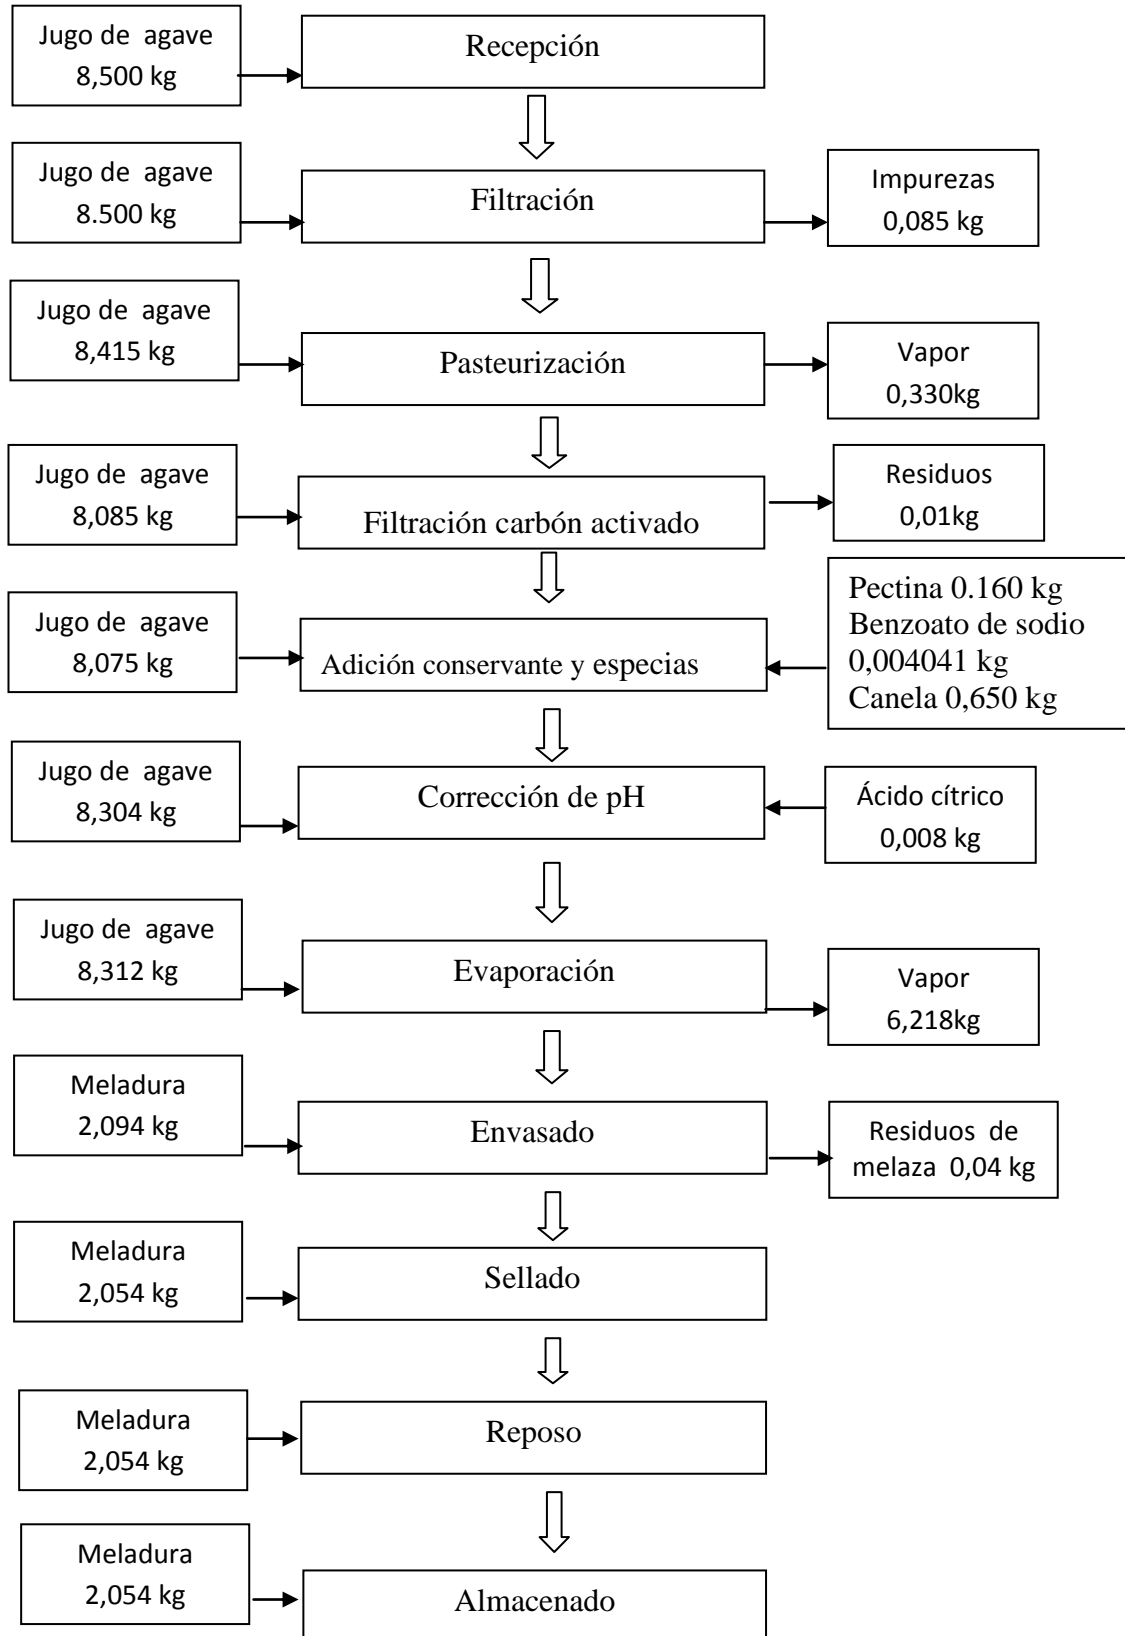 Jugo de agave
8,500 kg
Recepción
Jugo de agave
8.500 kg
Filtración
Impurezas
0,085 kg
Jugo de agave
8,415 kg
Pasteurización
Vapor
0,330kg
Jugo de agave
8,085 kg
Filtración carbón activado
Residuos
0,01kg
Jugo de agave
8,075 kg
Adición conservante y especias
Pectina 0.160 kg
Benzoato de sodio
0,004041 kg
Canela 0,650 kg
Jugo de agave
8,304 kg
Corrección de pH
Ácido cítrico
0,008 kg
Jugo de agave
8,312 kg
Evaporación
Vapor
6,218kg
Meladura
2,094 kg
Envasado
Residuos de
melaza 0,04 kg
Meladura
2,054 kg
Sellado
Meladura
2,054 kg
Reposo
Meladura
2,054 kg
Almacenado